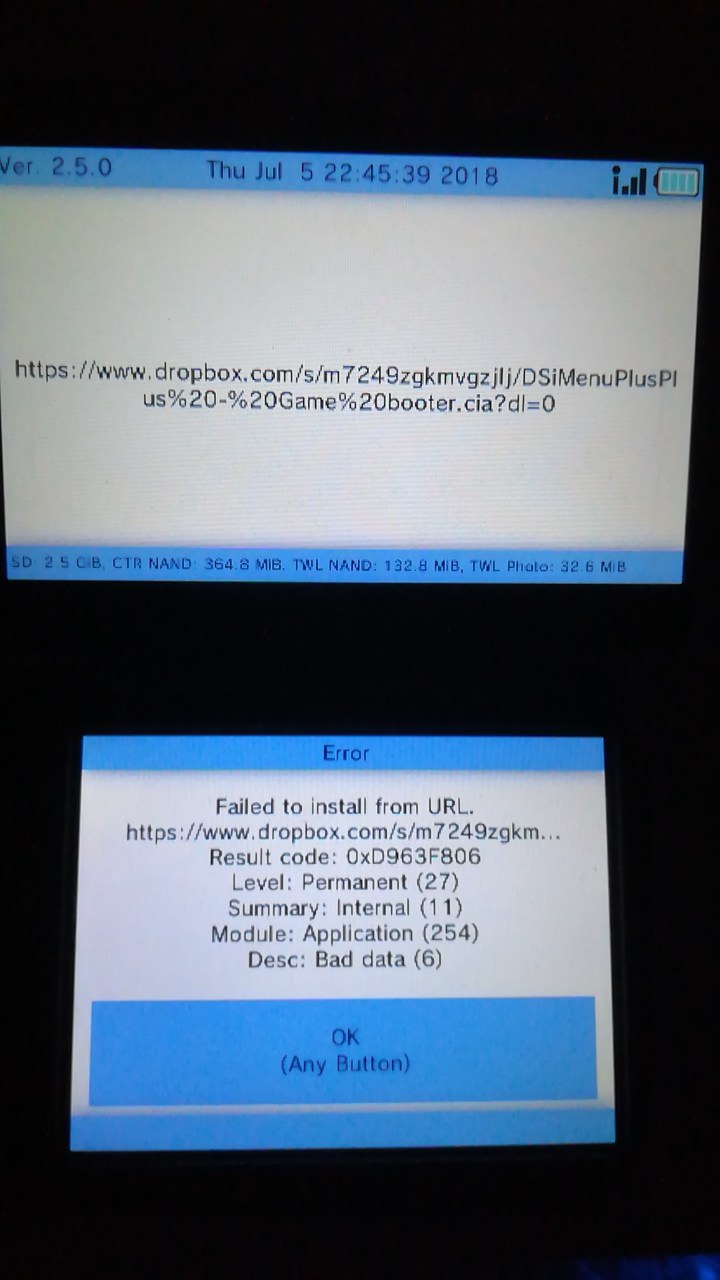 Ver. 2.5.0 Thu Jul 5 22:45:39 2018
https://www.dropbox.com/s/m7249zgkmvgzjlj/DSiMenuPlusPl
us%20-%20Game%20booter.cia?dl=0
SD: 2.5 GiB, CTR NAND: 364.8 MiB, TWL NAND: 132.8 MiB, TWL Photo: 32.6 MiB
Error
Failed to install from URL.
https://www.dropbox.com/s/m7249zgkm...
Result code: 0xD963F806
Level: Permanent (27)
Summary: Internal (11)
Module: Application (254)
Desc: Bad data (6)
OK
(Any Button)